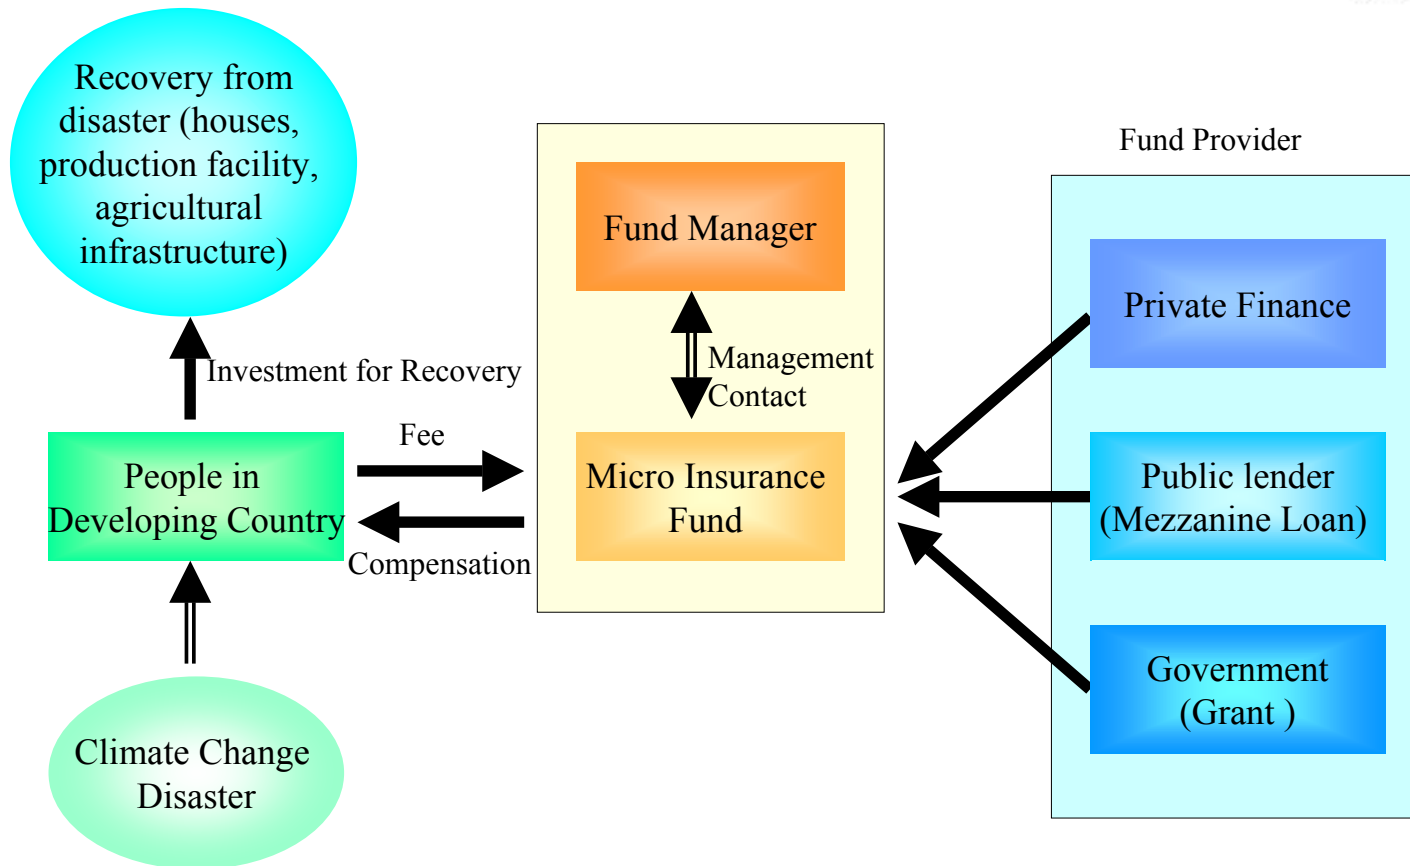 Recovery from
disaster (houses,
production facility,
agricultural
infrastructure)
Investment for Recovery
People in
Developing Country
Climate Change
Disaster
Fee
Compensation
Fund Manager
Management
Contact
Micro Insurance
Fund
Fund Provider
Private Finance
Public lender
(Mezzanine Loan)
Government
(Grant )